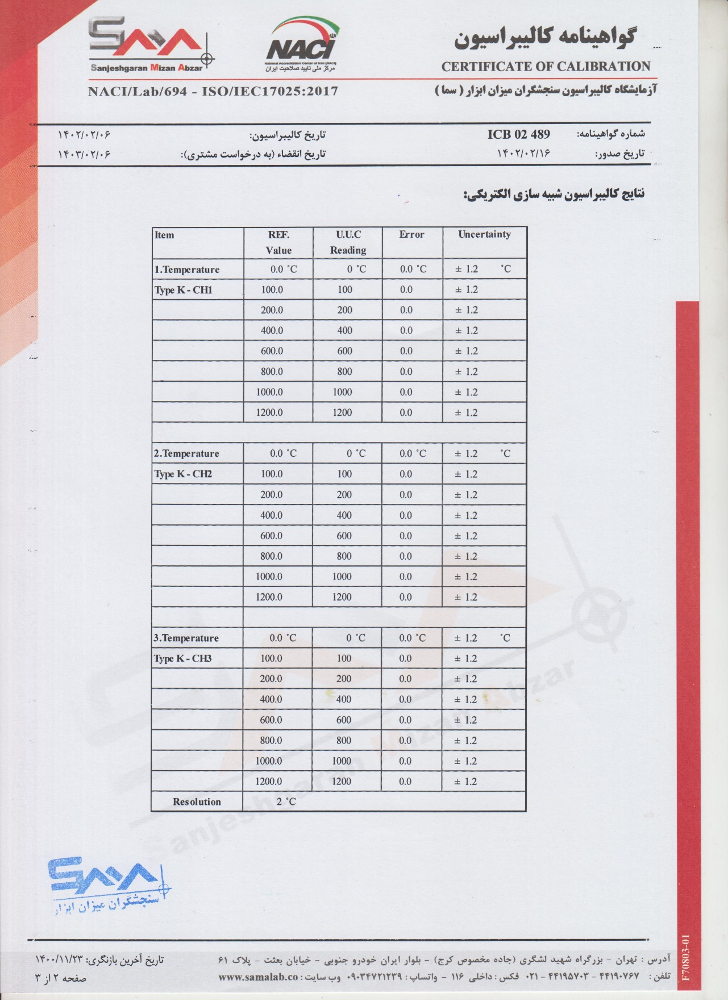 SAMA
Sanjeshgaran Mizan Abzar
NACI
National Accreditation Center of Iran (NACI)
مرکز ملی تایید صلاحیت ایران
گواهینامه کالیبراسیون
CERTIFICATE OF CALIBRATION
NACI/Lab/694 - ISO/IEC17025:2017
آزمایشگاه کالیبراسیون سنجشگران میزان ابزار ( سما )
شماره گواهینامه: ICB 02 489 تاریخ کالیبراسیون: ۱۴۰۲/۰۲/۰۶
تاریخ صدور: ۱۴۰۲/۰۲/۱۶ تاریخ انقضاء (به درخواست مشتری): ۱۴۰۳/۰۲/۰۶
نتایج کالیبراسیون شبیه سازی الکتریکی:
Item REF. Value U.U.C Reading Error Uncertainty
1.Temperature 0.0 ˚C 0 ˚C 0.0 ˚C ± 1.2 ˚C
Type K - CH1 100.0 100 0.0 ± 1.2
200.0 200 0.0 ± 1.2
400.0 400 0.0 ± 1.2
600.0 600 0.0 ± 1.2
800.0 800 0.0 ± 1.2
1000.0 1000 0.0 ± 1.2
1200.0 1200 0.0 ± 1.2
2.Temperature 0.0 ˚C 0 ˚C 0.0 ˚C ± 1.2 ˚C
Type K - CH2 100.0 100 0.0 ± 1.2
200.0 200 0.0 ± 1.2
400.0 400 0.0 ± 1.2
600.0 600 0.0 ± 1.2
800.0 800 0.0 ± 1.2
1000.0 1000 0.0 ± 1.2
1200.0 1200 0.0 ± 1.2
3.Temperature 0.0 ˚C 0 ˚C 0.0 ˚C ± 1.2 ˚C
Type K - CH3 100.0 100 0.0 ± 1.2
200.0 200 0.0 ± 1.2
400.0 400 0.0 ± 1.2
600.0 600 0.0 ± 1.2
800.0 800 0.0 ± 1.2
1000.0 1000 0.0 ± 1.2
1200.0 1200 0.0 ± 1.2
Resolution 2 ˚C
Sanjeshgaran Mizan Abzar
SAMA
سنجشگران میزان ابزار
آدرس : تهران - بزرگراه شهید لشگری (جاده مخصوص کرج) - بلوار ایران خودرو جنوبی - خیابان بعثت - پلاک ۶۱ تاریخ آخرین بازنگری: ۱۴۰۰/۱۱/۲۳
تلفن : ۴۴۱۹۰۷۶۷ - ۴۴۱۹۵۷۰۳ - ۰۲۱ فکس : داخلی ۱۱۶ - واتساپ : ۰۹۰۳۴۷۲۱۲۳۹ وب سایت : www.samalab.co صفحه ۲ از ۳
F70803-01